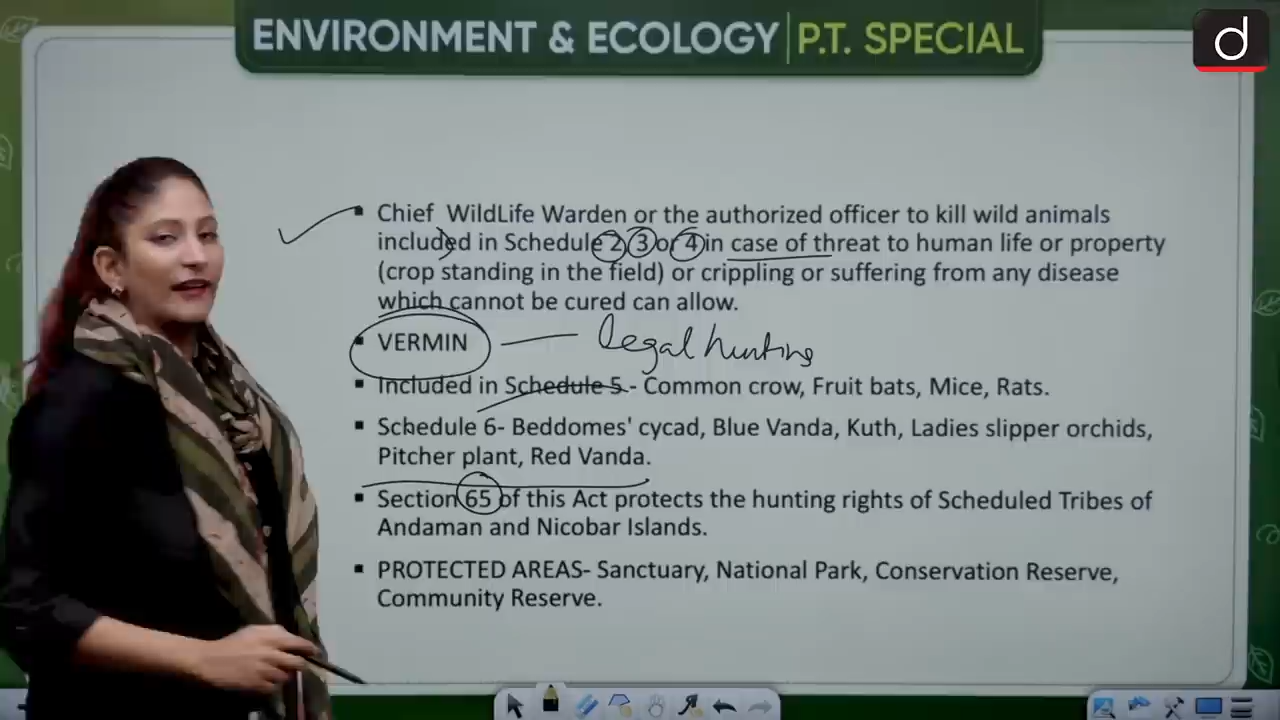 ENVIRONMENT & ECOLOGY | P.T. SPECIAL
d
▪ Chief WildLife Warden or the authorized officer to kill wild animals
included in Schedule 2, 3 or 4 in case of threat to human life or property
(crop standing in the field) or crippling or suffering from any disease
which cannot be cured can allow.
▪ VERMIN — legal hunting
▪ Included in Schedule 5 - Common crow, Fruit bats, Mice, Rats.
▪ Schedule 6- Beddomes' cycad, Blue Vanda, Kuth, Ladies slipper orchids,
Pitcher plant, Red Vanda.
▪ Section 65 of this Act protects the hunting rights of Scheduled Tribes of
Andaman and Nicobar Islands.
▪ PROTECTED AREAS- Sanctuary, National Park, Conservation Reserve,
Community Reserve.